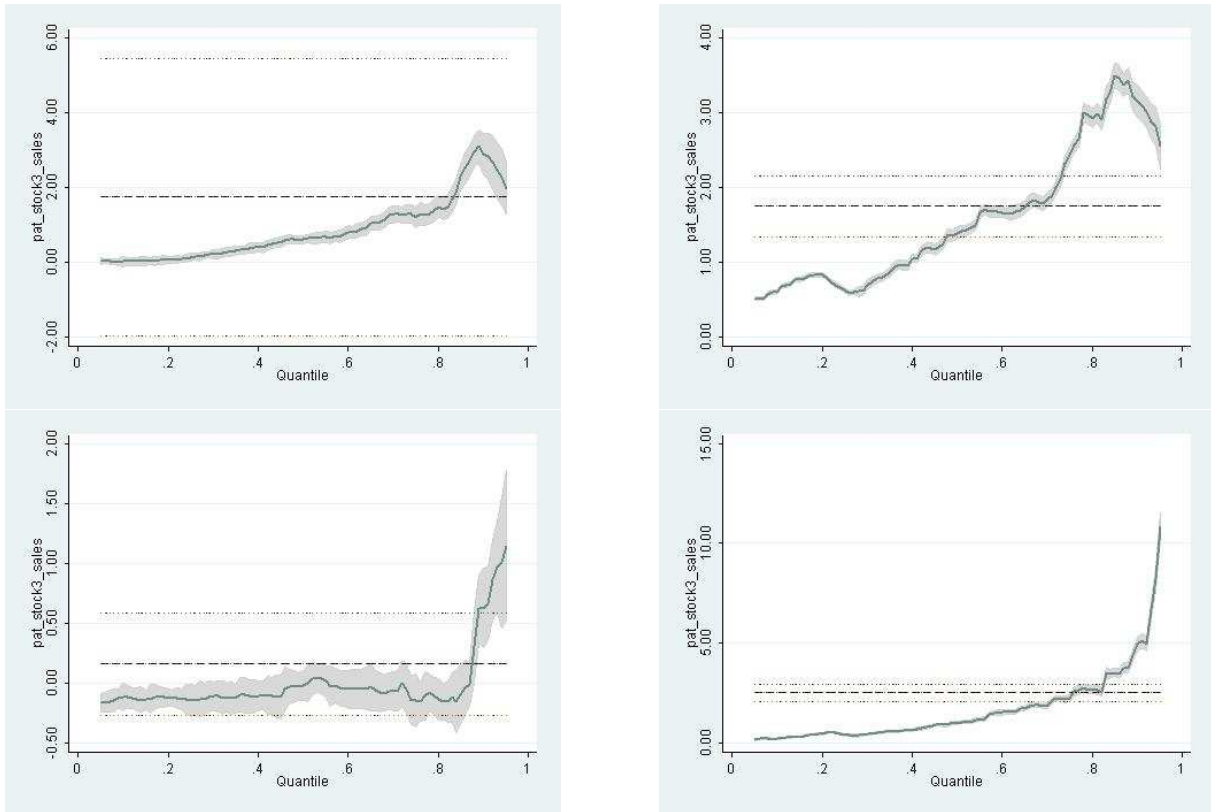 6.00
4.00
2.00
0.00
-2.00
pat_stock3_sales
0 .2 .4 .6 .8 1
Quantile
4.00
3.00
2.00
1.00
0.00
pat_stock3_sales
0 .2 .4 .6 .8 1
Quantile
2.00
1.50
1.00
0.50
0.00
-0.50
pat_stock3_sales
0 .2 .4 .6 .8 1
Quantile
15.00
10.00
5.00
0.00
pat_stock3_sales
0 .2 .4 .6 .8 1
Quantile